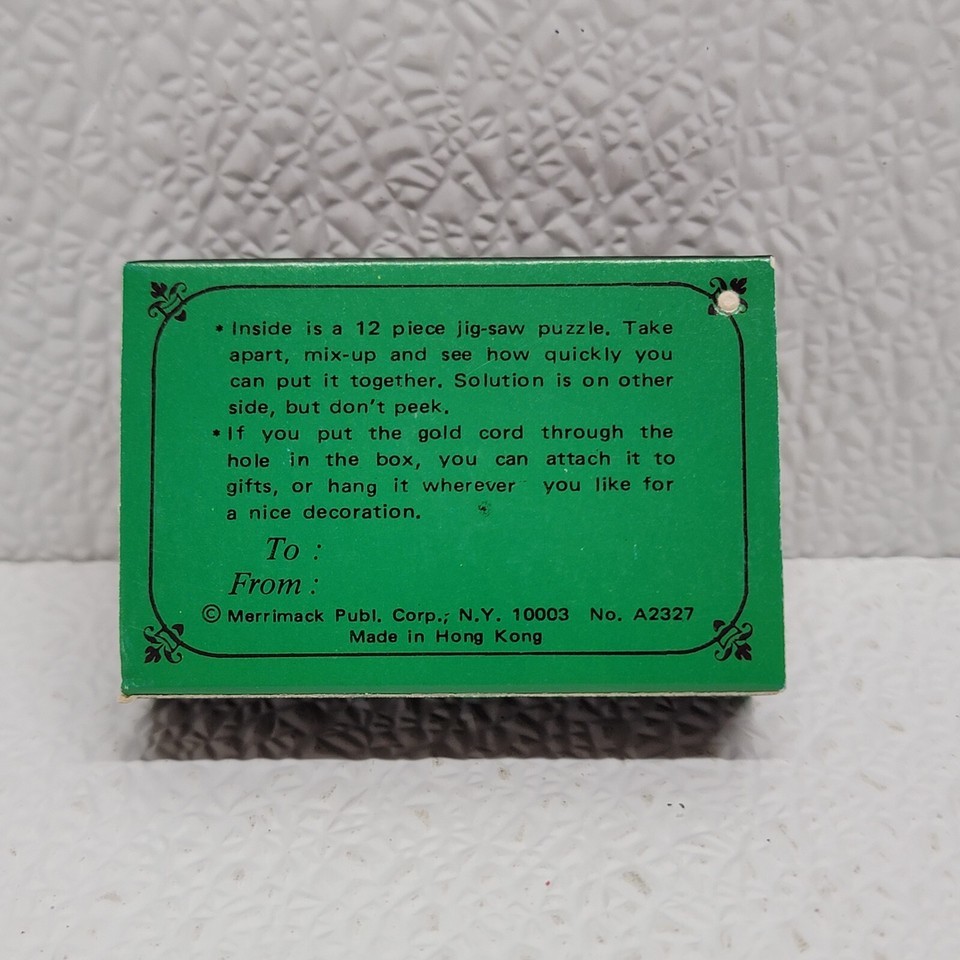 * Inside is a 12 piece jig-saw puzzle. Take
apart, mix-up and see how quickly you
can put it together. Solution is on other
side, but don't peek.
* If you put the gold cord through the
hole in the box, you can attach it to
gifts, or hang it wherever you like for
a nice decoration.
To :
From :
© Merrimack Publ. Corp.; N.Y. 10003 No. A2327
Made in Hong Kong